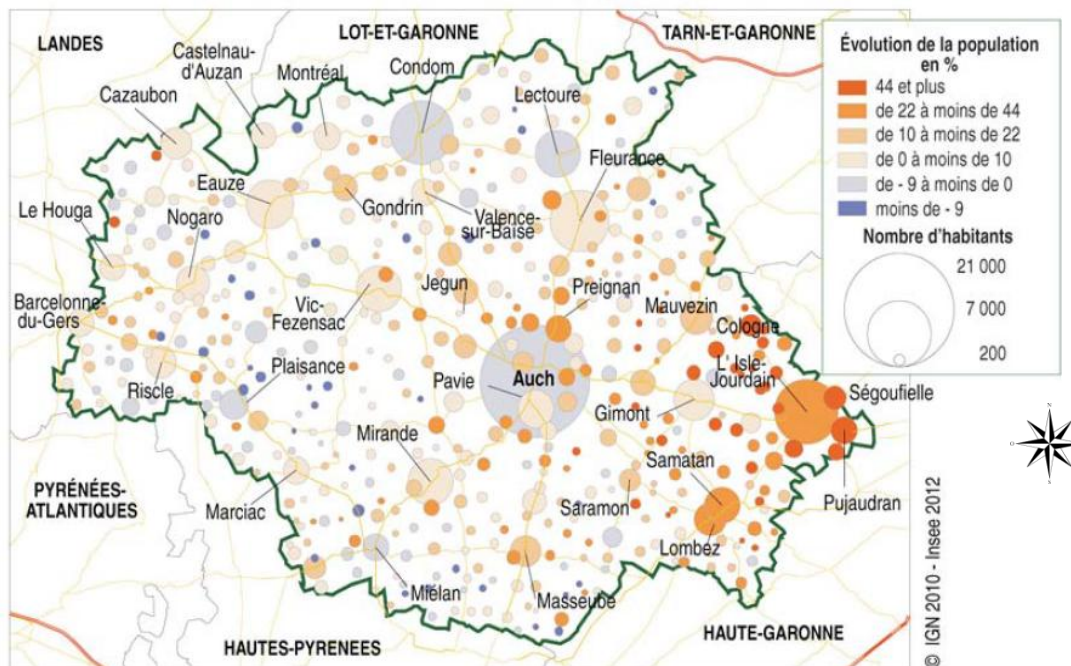 LANDES
LOT-ET-GARONNE
TARN-ET-GARONNE
Castelnau-
d'Auzan
Montréal
Condom
Cazaubon
Lectoure
Fleurance
Eauze
Le Houga
Nogaro
Gondrin
Valence-
sur-Baïse
Barcelonne-
du-Gers
Vic-
Fezensac
Jegun
Preignan
Mauvezin
Cologne
L'Isle-
Jourdain
Ségoufielle
Riscle
Plaisance
Pavie
Auch
Gimont
Mirande
Samatan
Pujaudran
PYRÉNÉES-
ATLANTIQUES
Marciac
Saramon
Lombez
Miélan
Masseube
HAUTES-PYRENEES
HAUTE-GARONNE
Évolution de la population
en %
44 et plus
de 22 à moins de 44
de 10 à moins de 22
de 0 à moins de 10
de - 9 à moins de 0
moins de - 9
Nombre d'habitants
21 000
7 000
200
© IGN 2010 - Insee 2012